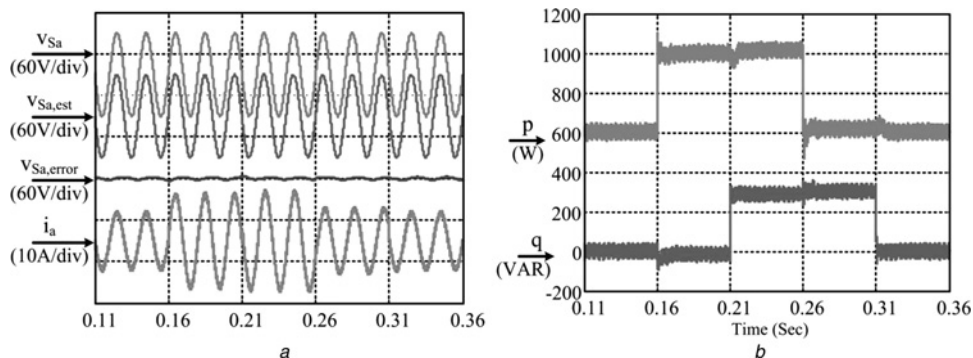 v_Sa
(60V/div)
v_Sa,est
(60V/div)
v_Sa,error
(60V/div)
i_a
(10A/div)
0.11 0.16 0.21 0.26 0.31 0.36
a
1200
1000
800
600
400
200
0
-200
p
(W)
q
(VAR)
0.11 0.16 0.21 0.26 0.31 0.36
Time (Sec)
b